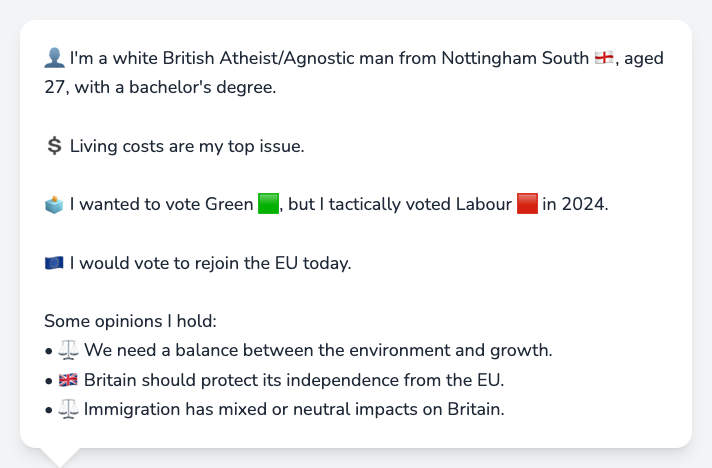 👤 I'm a white British Atheist/Agnostic man from Nottingham South 🏴󠁧󠁢󠁥󠁮󠁧󠁿, aged
27, with a bachelor's degree.
💲 Living costs are my top issue.
🗳️ I wanted to vote Green 🟩, but I tactically voted Labour 🟥 in 2024.
🇪🇺 I would vote to rejoin the EU today.
Some opinions I hold:
• ⚖️ We need a balance between the environment and growth.
• 🇬🇧 Britain should protect its independence from the EU.
• ⚖️ Immigration has mixed or neutral impacts on Britain.